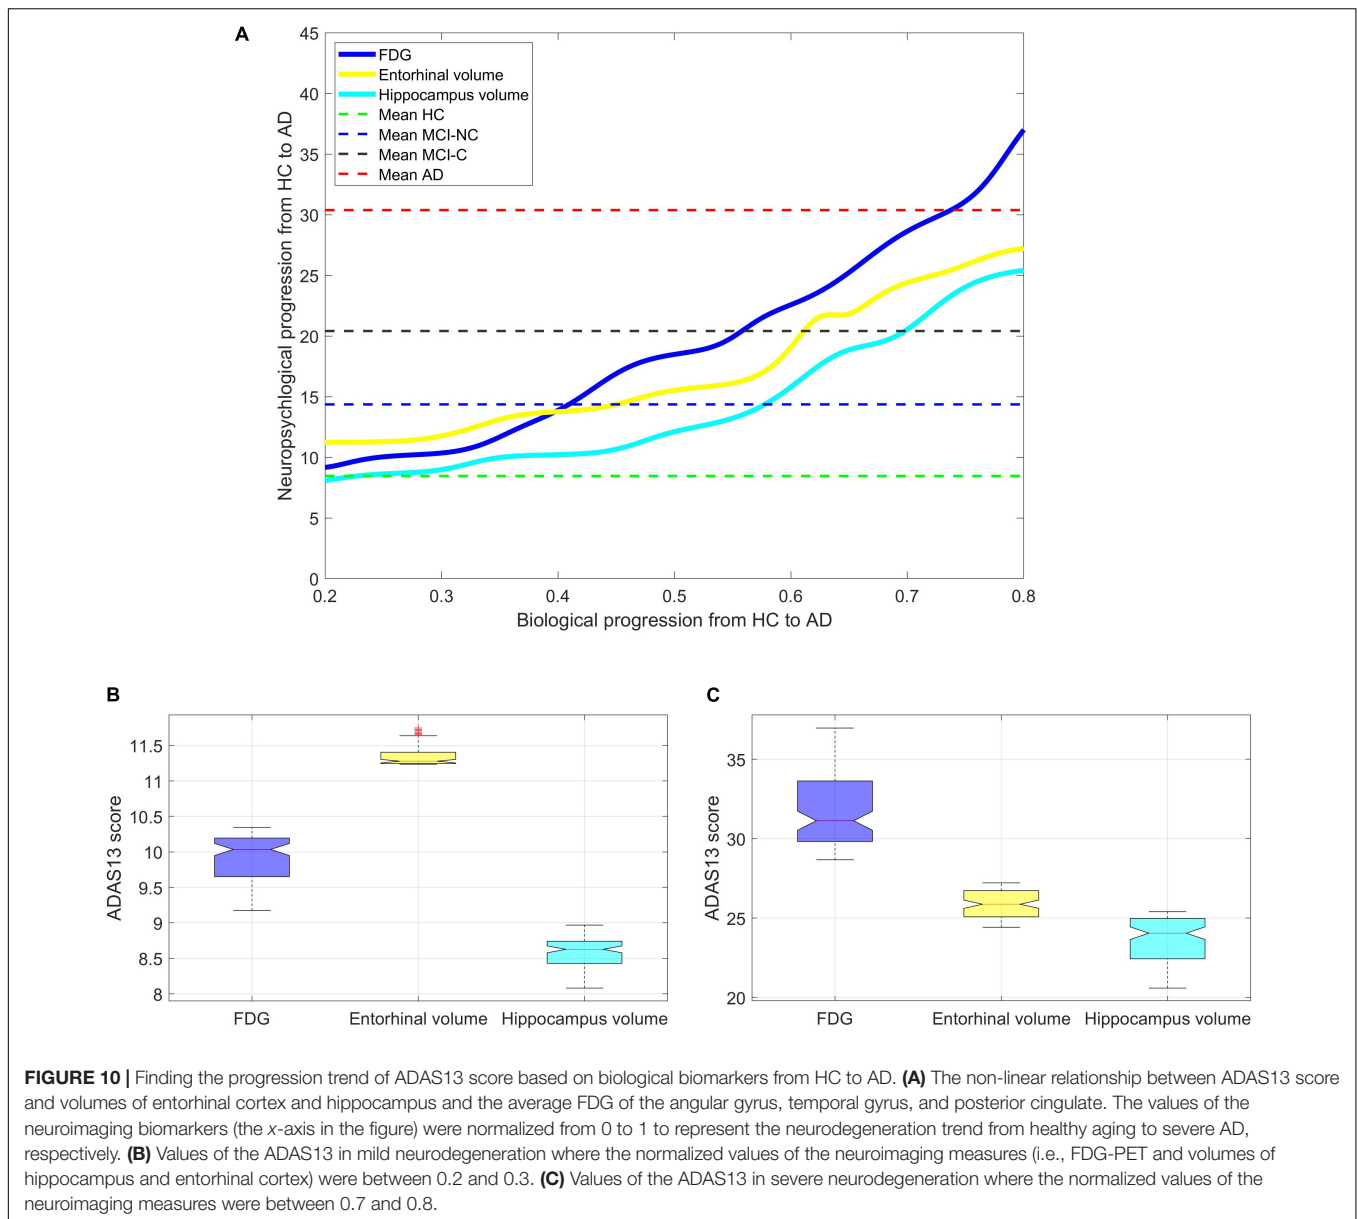 A
45
40
35
30
25
20
15
10
5
0
Neuropsychlogical progression from HC to AD
FDG
Entorhinal volume
Hippocampus volume
Mean HC
Mean MCI-NC
Mean MCI-C
Mean AD
0.2 0.3 0.4 0.5 0.6 0.7 0.8
Biological progression from HC to AD
B
11.5
11
10.5
10
9.5
9
8.5
8
ADAS13 score
FDG Entorhinal volume Hippocampus volume
C
35
30
25
20
ADAS13 score
FDG Entorhinal volume Hippocampus volume
FIGURE 10 | Finding the progression trend of ADAS13 score based on biological biomarkers from HC to AD. (A) The non-linear relationship between ADAS13 score
and volumes of entorhinal cortex and hippocampus and the average FDG of the angular gyrus, temporal gyrus, and posterior cingulate. The values of the
neuroimaging biomarkers (the x-axis in the figure) were normalized from 0 to 1 to represent the neurodegeneration trend from healthy aging to severe AD,
respectively. (B) Values of the ADAS13 in mild neurodegeneration where the normalized values of the neuroimaging measures (i.e., FDG-PET and volumes of
hippocampus and entorhinal cortex) were between 0.2 and 0.3. (C) Values of the ADAS13 in severe neurodegeneration where the normalized values of the
neuroimaging measures were between 0.7 and 0.8.